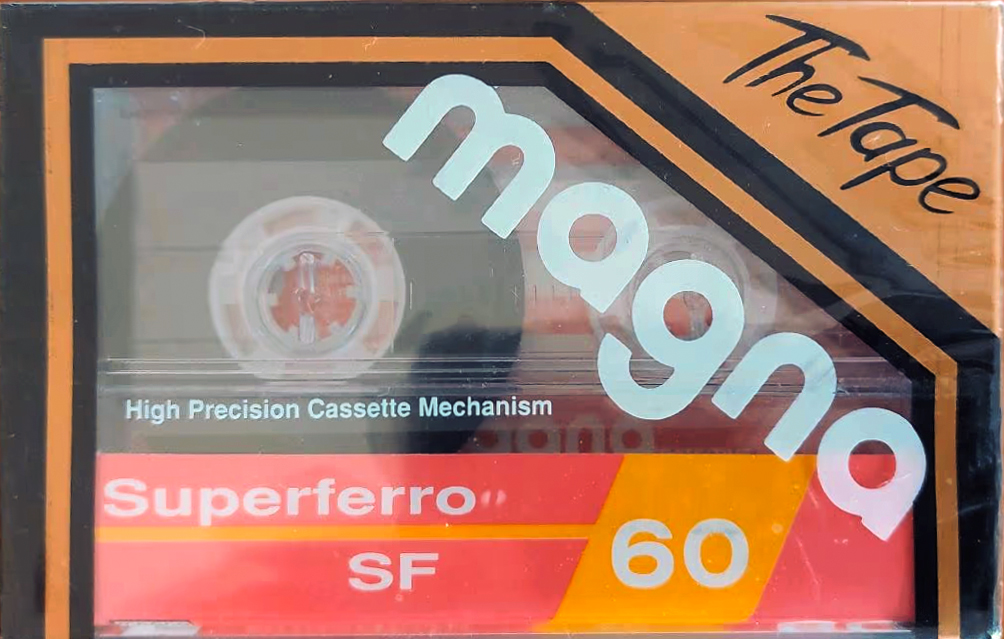 The Tape
magna
High Precision Cassette Mechanism
Superferro
SF
60